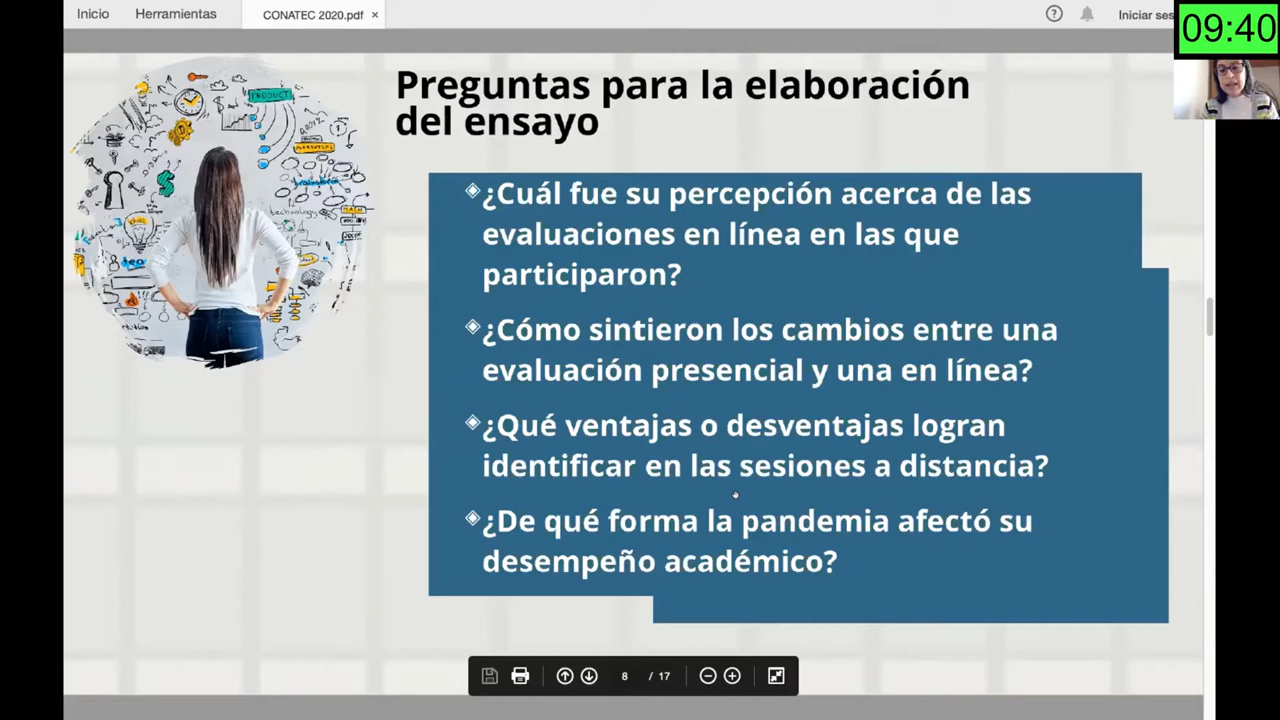 Inicio
Herramientas
CONATEC 2020.pdf
×
Iniciar ses
09:40
Preguntas para la elaboración
del ensayo
PRODUCT
¿Cuál fue su percepción acerca de las
evaluaciones en línea en las que
participaron?
¿Cómo sintieron los cambios entre una
evaluación presencial y una en línea?
¿Qué ventajas o desventajas logran
identificar en las sesiones a distancia?
¿De qué forma la pandemia afectó su
desempeño académico?
8 / 17